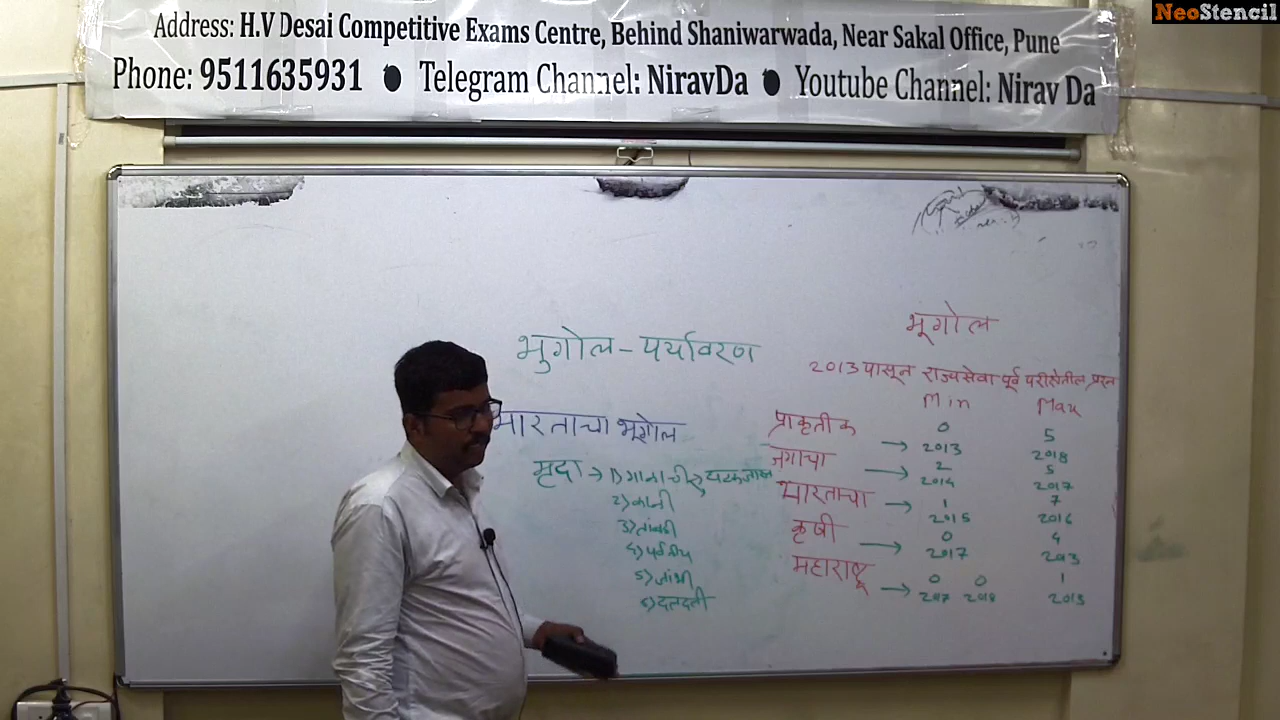 NeoStencil
Address: H.V Desai Competitive Exams Centre, Behind Shaniwarwada, Near Sakal Office, Pune
Phone: 9511635931 ● Telegram Channel: NiravDa ● Youtube Channel: Nirav Da
भुगोल - पर्यावरण
भारताचा भूगोल
मृदा → 1) गाळाची
2) काळी
3) तांबडी
4) पर्वतीय
5) जांभी
6) दलदली
भूगोल
2013 पासून राज्यसेवा पूर्व परीक्षेतील प्रश्न
Min Max
प्राकृतीक → 0 2013 5 2018
जगाचा → 2 2014 5 2017
भारताचा → 1 2015 7 2016
कृषी → 0 2017 4 2013
महाराष्ट्र → 0 2017 0 2018 1 2013